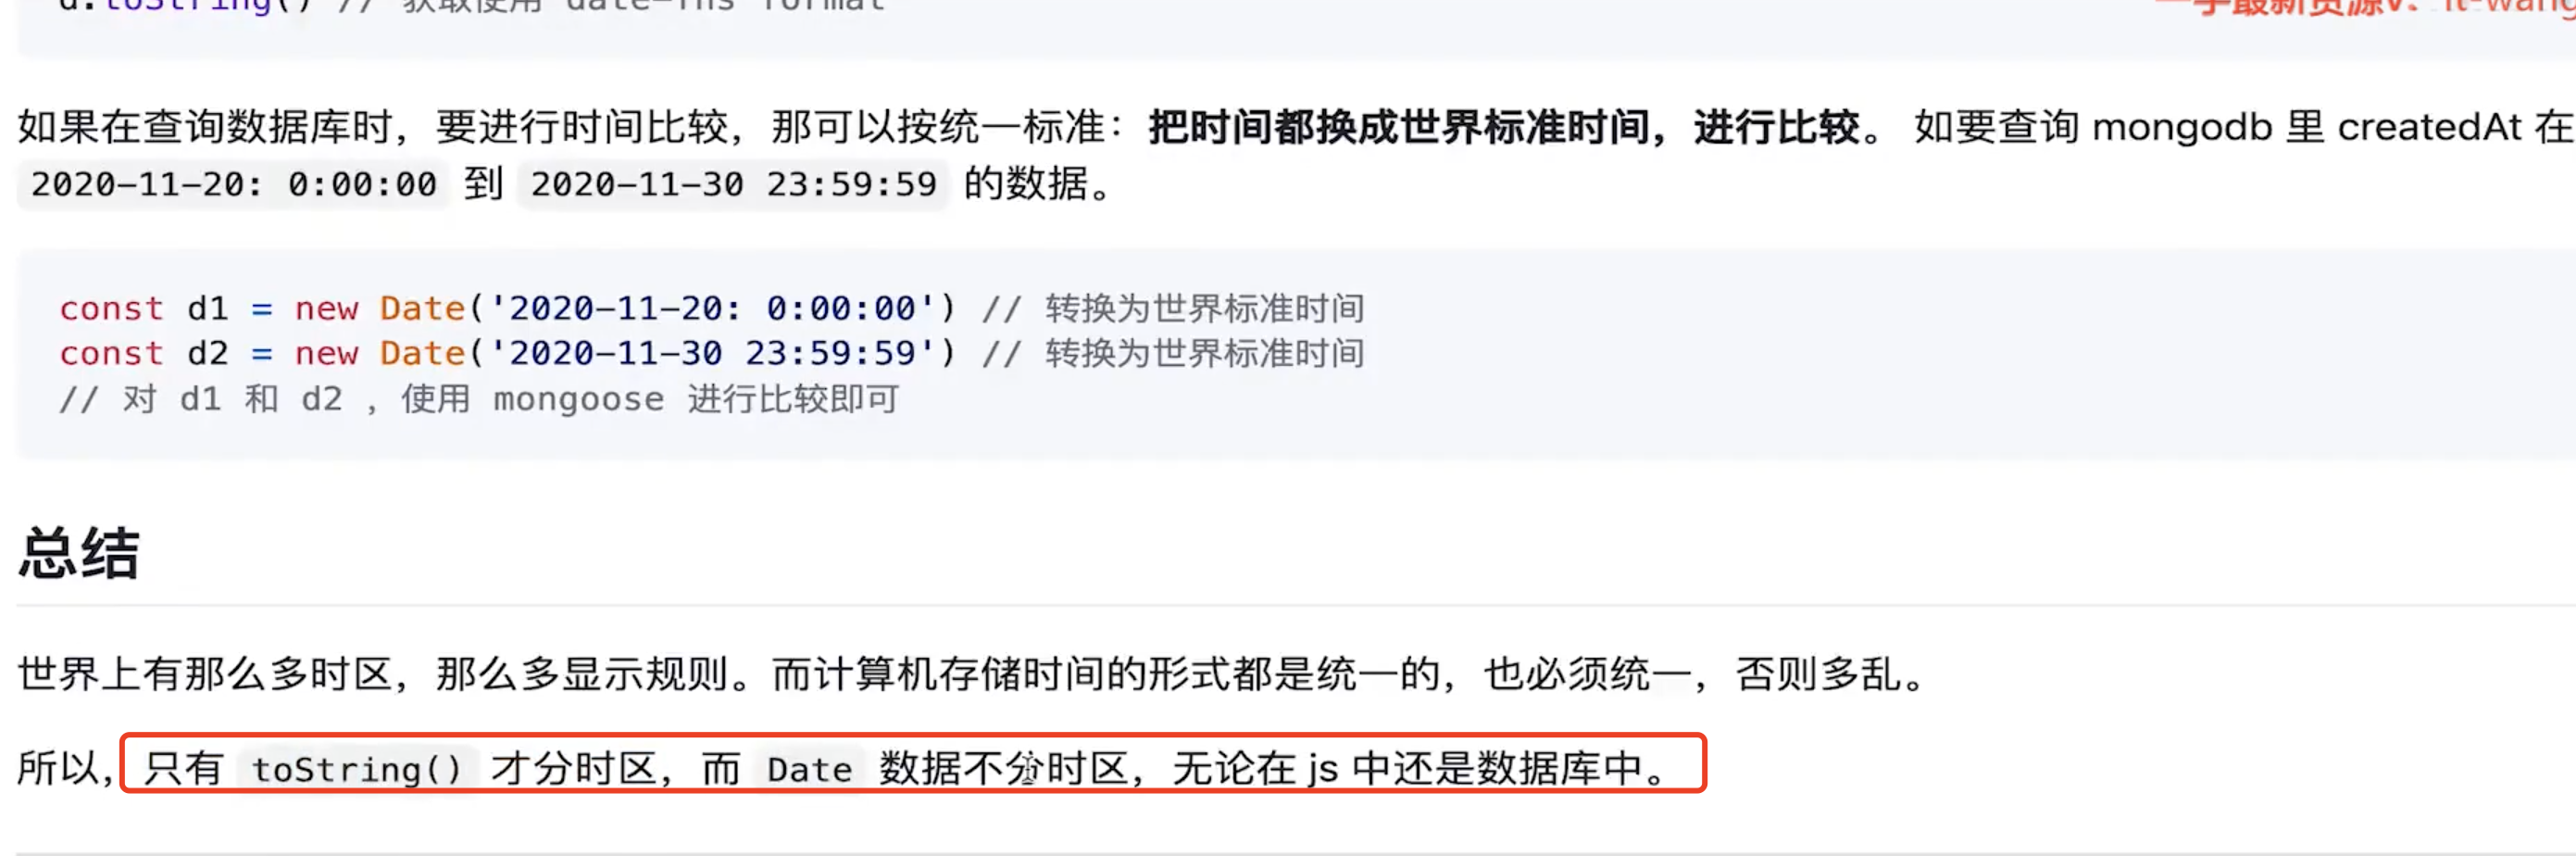 d.toString() // 获取使用 date-fns format
一手最新资源v：it-wang
如果在查询数据库时，要进行时间比较，那可以按统一标准：把时间都换成世界标准时间，进行比较。 如要查询 mongodb 里 createdAt 在
2020-11-20: 0:00:00 到 2020-11-30 23:59:59 的数据。
const d1 = new Date('2020-11-20: 0:00:00') // 转换为世界标准时间
const d2 = new Date('2020-11-30 23:59:59') // 转换为世界标准时间
// 对 d1 和 d2 ，使用 mongoose 进行比较即可
总结
世界上有那么多时区，那么多显示规则。而计算机存储时间的形式都是统一的，也必须统一，否则多乱。
所以，只有 toString() 才分时区，而 Date 数据不分时区，无论在 js 中还是数据库中。